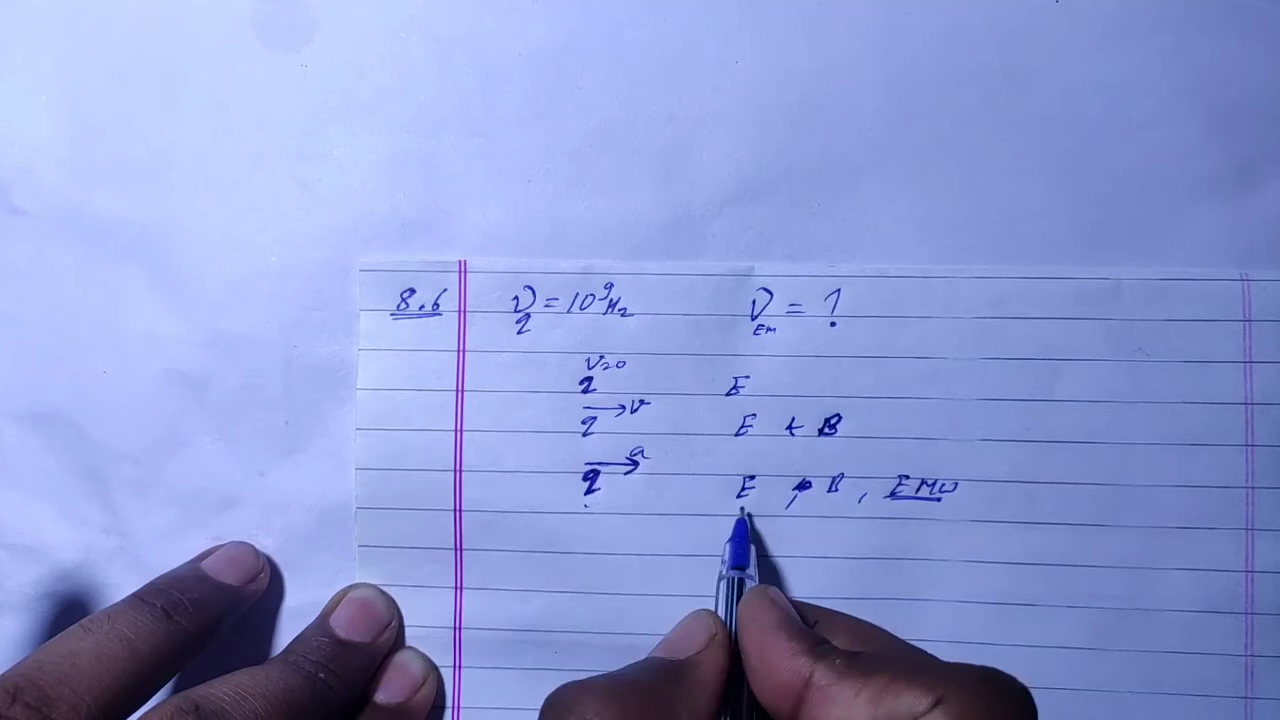 8.6 ν = 10⁹ Hz ν = ?
q EM
v=0
q E
→ v
q E + B
→ a
q E + B , EMW